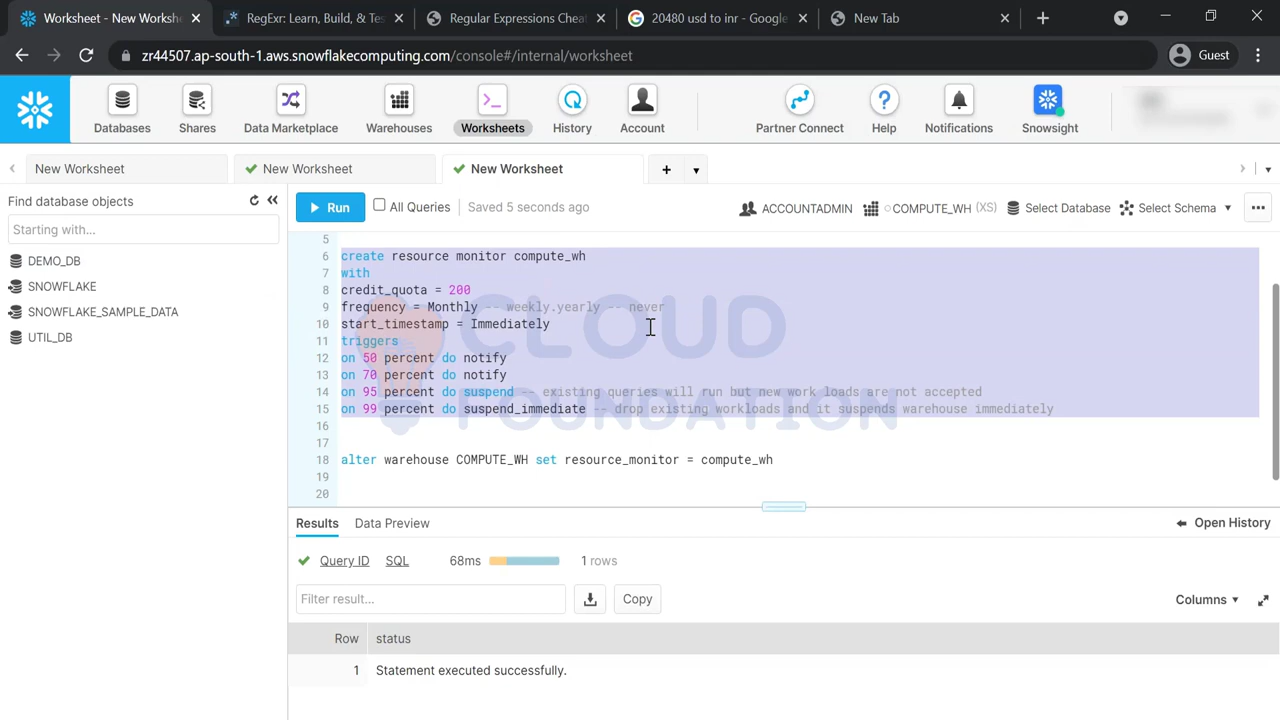 Worksheet - New Workshe
RegExr: Learn, Build, & Tes
Regular Expressions Cheat
20480 usd to inr - Google
New Tab
zr44507.ap-south-1.aws.snowflakecomputing.com/console#/internal/worksheet
Guest
Databases
Shares
Data Marketplace
Warehouses
Worksheets
History
Account
Partner Connect
Help
Notifications
Snowsight
New Worksheet
New Worksheet
New Worksheet
Find database objects
Starting with...
DEMO_DB
SNOWFLAKE
SNOWFLAKE_SAMPLE_DATA
UTIL_DB
Run
All Queries
Saved 5 seconds ago
ACCOUNTADMIN
COMPUTE_WH (XS)
Select Database
Select Schema
5
6 create resource monitor compute_wh
7 with
8 credit_quota = 200
9 frequency = Monthly -- weekly.yearly -- never
10 start_timestamp = Immediately
11 triggers
12 on 50 percent do notify
13 on 70 percent do notify
14 on 95 percent do suspend -- existing queries will run but new work loads are not accepted
15 on 99 percent do suspend_immediate -- drop existing workloads and it suspends warehouse immediately
16
17
18 alter warehouse COMPUTE_WH set resource_monitor = compute_wh
19
20
CLOUD
FOUNDATION
Results
Data Preview
Open History
Query ID
SQL
68ms
1 rows
Filter result...
Copy
Columns
Row
status
1
Statement executed successfully.